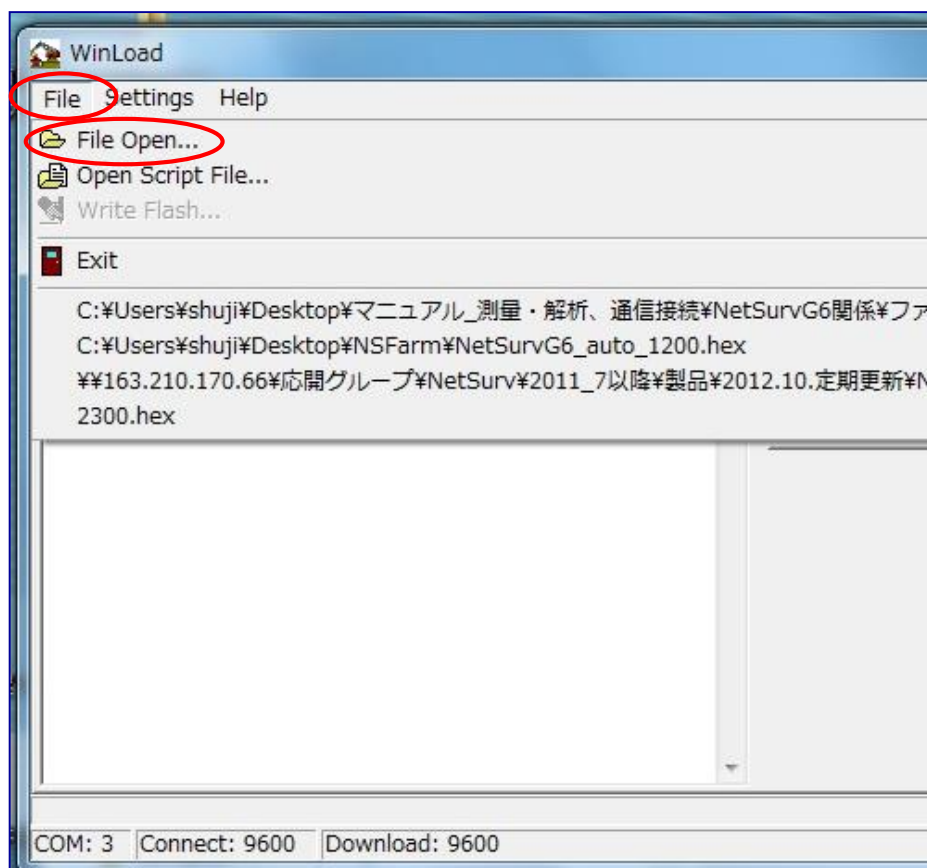 WinLoad
File Settings Help
File Open...
Open Script File...
Write Flash...
Exit
C:¥Users¥shuji¥Desktop¥マニュアル_測量・解析、通信接続¥NetSurvG6関係¥ファ
C:¥Users¥shuji¥Desktop¥NSFarm¥NetSurvG6_auto_1200.hex
¥¥163.210.170.66¥応開グループ¥NetSurv¥2011_7以降¥製品¥2012.10.定期更新¥N
2300.hex
COM: 3 Connect: 9600 Download: 9600